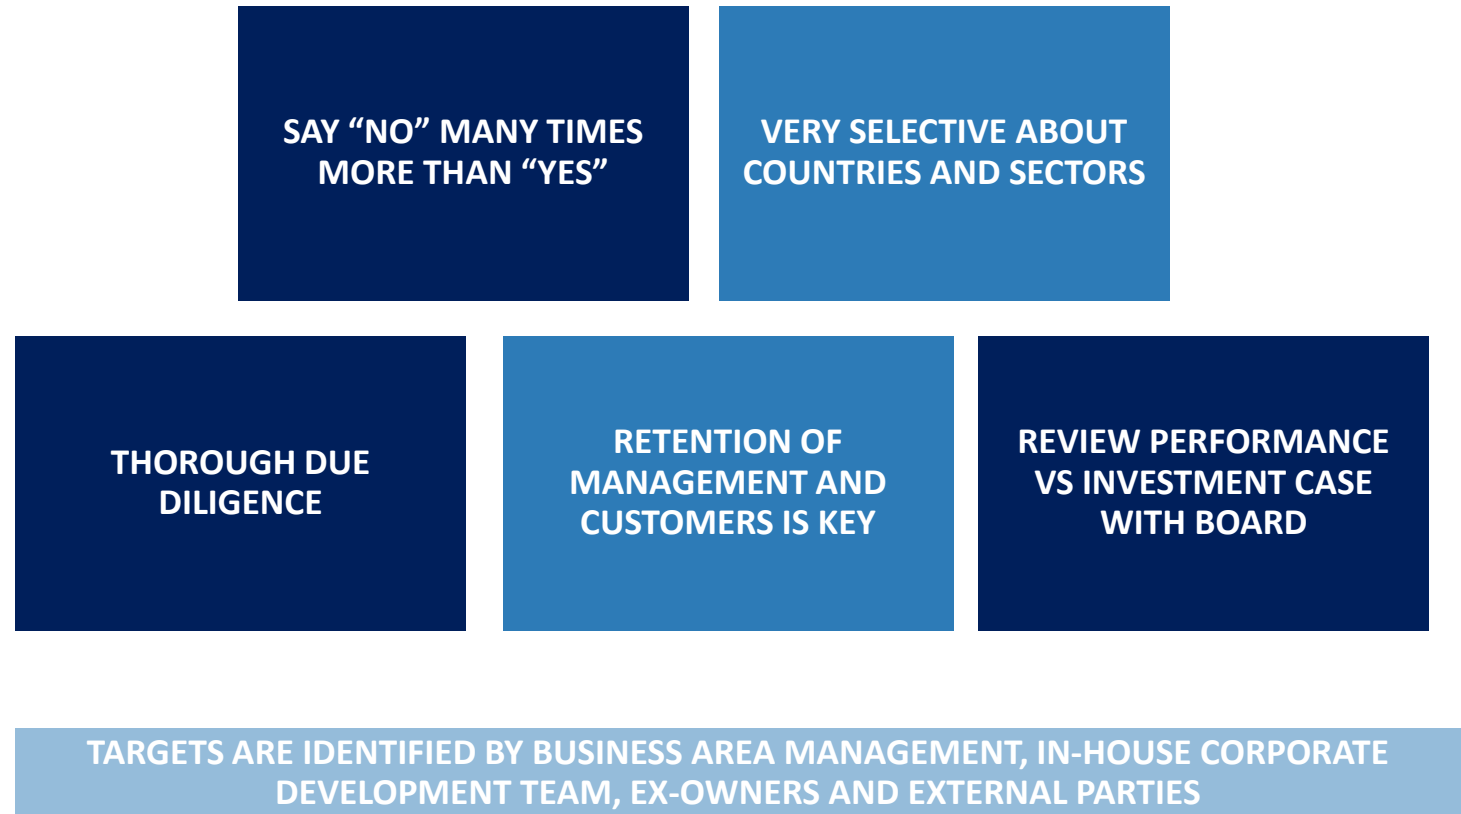 SAY “NO” MANY TIMES
MORE THAN “YES”
VERY SELECTIVE ABOUT
COUNTRIES AND SECTORS
THOROUGH DUE
DILIGENCE
RETENTION OF
MANAGEMENT AND
CUSTOMERS IS KEY
REVIEW PERFORMANCE
VS INVESTMENT CASE
WITH BOARD
TARGETS ARE IDENTIFIED BY BUSINESS AREA MANAGEMENT, IN-HOUSE CORPORATE
DEVELOPMENT TEAM, EX-OWNERS AND EXTERNAL PARTIES